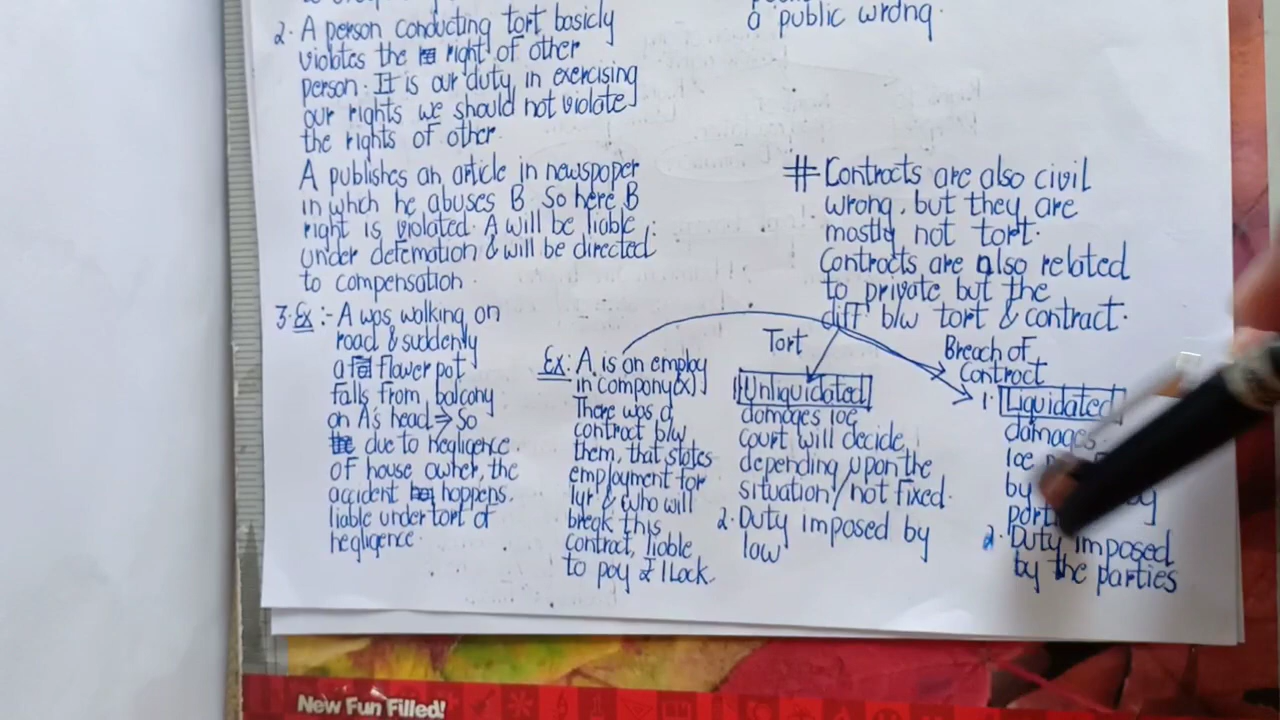 a public wrong.
2. A person conducting tort basicly
violates the right of other
person. It is our duty in exercising
our rights we should not violate
the rights of other.
A publishes an article in newspaper
in which he abuses B. So here B
right is violated. A will be liable
under defemation & will be directed
to compensation.
3. Ex :- A was walking on
road & suddenly
a flower pot
falls from balcony
on A's head → So
due to Negligence
of house owner, the
accident happens.
liable under tort of
negligence.
# Contracts are also civil
wrong. but they are
mostly not tort.
Contracts are also related
to private but the
diff b/w tort & contract.
Ex: A is an employ
in company(x)
There was a
contract b/w
them, that states
employment for
1yr & who will
break this
contract, liable
to pay ₹ 1 Lack.
Tort
1. Unliquidated
damages
court will decide,
depending upon the
situation/not fixed.
2. Duty imposed by
law
Breach of
Contract
1. Liquidated
damages.
by
2. Duty imposed
by the parties
New Fun Filled!